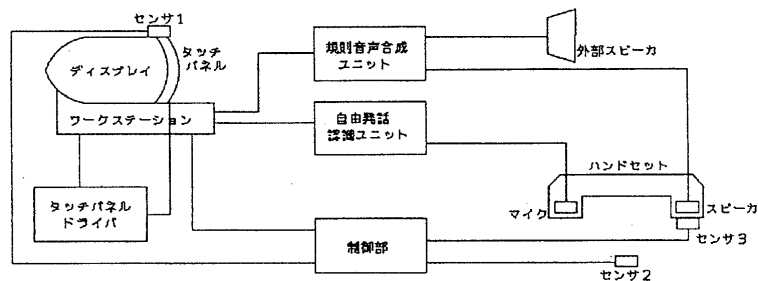 センサ1
タッチ
パネル
ディスプレイ
ワークステーション
タッチパネル
ドライバ
規則音声合成
ユニット
自由発話
認識ユニット
制御部
外部スピーカ
ハンドセット
マイク
スピーカ
センサ3
センサ2